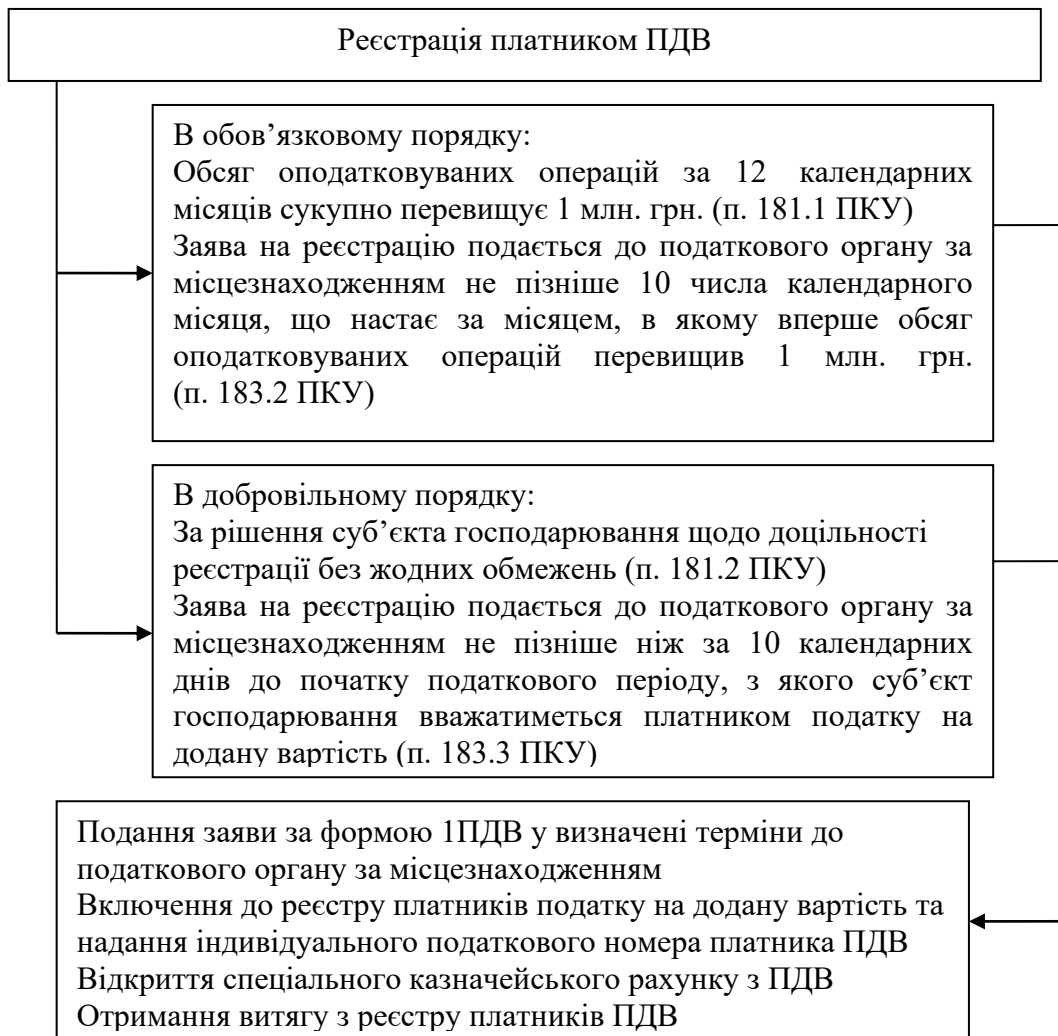 Реєстрація платником ПДВ
В обов’язковому порядку:
Обсяг оподатковуваних операцій за 12 календарних
місяців сукупно перевищує 1 млн. грн. (п. 181.1 ПКУ)
Заява на реєстрацію подається до податкового органу за
місцезнаходженням не пізніше 10 числа календарного
місяця, що настає за місяцем, в якому вперше обсяг
оподатковуваних операцій перевищив 1 млн. грн.
(п. 183.2 ПКУ)
В добровільному порядку:
За рішення суб’єкта господарювання щодо доцільності
реєстрації без жодних обмежень (п. 181.2 ПКУ)
Заява на реєстрацію подається до податкового органу за
місцезнаходженням не пізніше ніж за 10 календарних
днів до початку податкового періоду, з якого суб’єкт
господарювання вважатиметься платником податку на
додану вартість (п. 183.3 ПКУ)
Подання заяви за формою 1ПДВ у визначені терміни до
податкового органу за місцезнаходженням
Включення до реєстру платників податку на додану вартість та
надання індивідуального податкового номера платника ПДВ
Відкриття спеціального казначейського рахунку з ПДВ
Отримання витягу з реєстру платників ПДВ